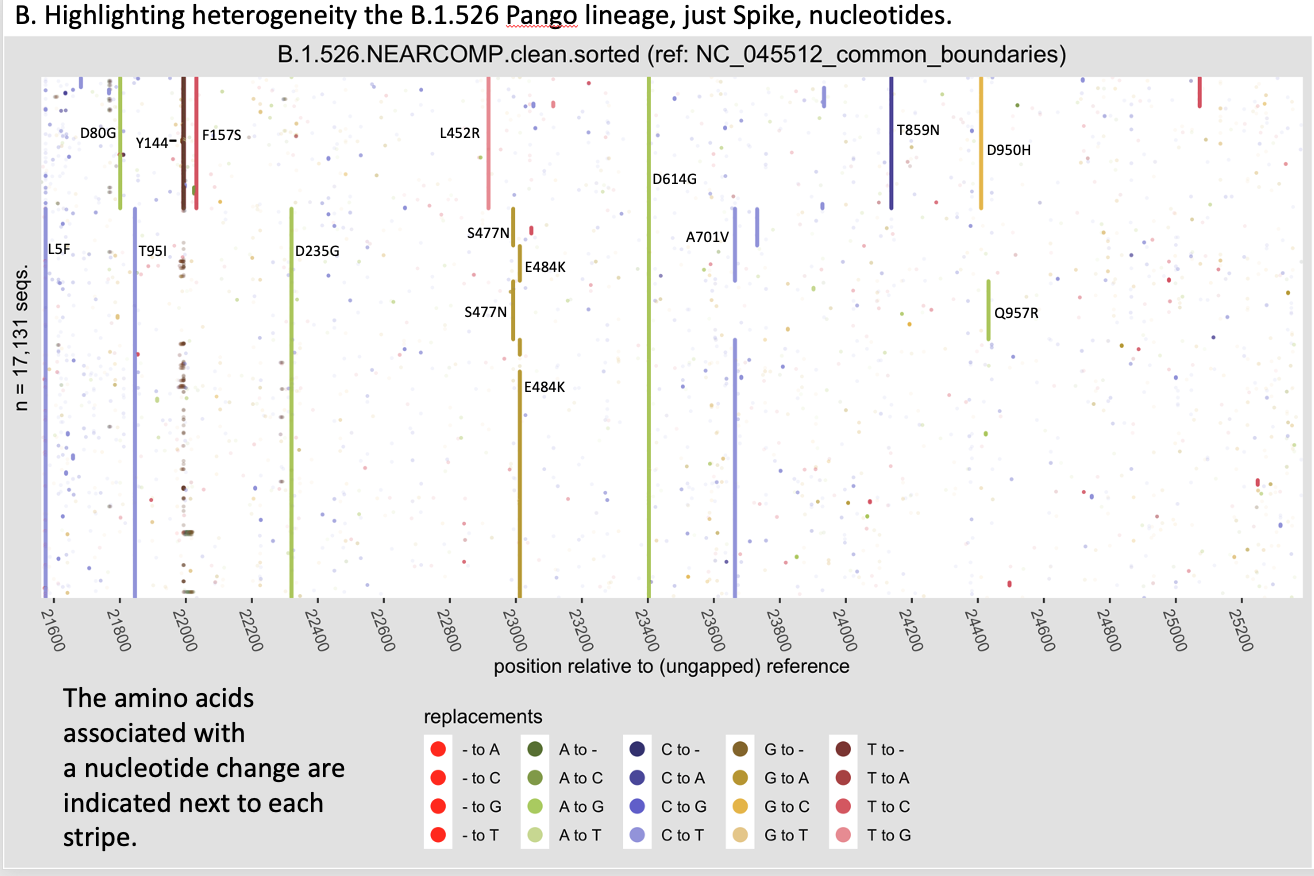 B. Highlighting heterogeneity the B.1.526 Pango lineage, just Spike, nucleotides.
B.1.526.NEARCOMP.clean.sorted (ref: NC_045512_common_boundaries)
D80G
Y144-
F157S
L452R
D614G
T859N
D950H
L5F
T95I
D235G
S477N
E484K
A701V
S477N
Q957R
E484K
n = 17,131 seqs.
21600
21800
22000
22200
22400
22600
22800
23000
23200
23400
23600
23800
24000
24200
24400
24600
24800
25000
25200
position relative to (ungapped) reference
The amino acids
associated with
a nucleotide change are
indicated next to each
stripe.
replacements
- to A
A to -
C to -
G to -
T to -
- to C
A to C
C to A
G to A
T to A
- to G
A to G
C to G
G to C
T to C
- to T
A to T
C to T
G to T
T to G